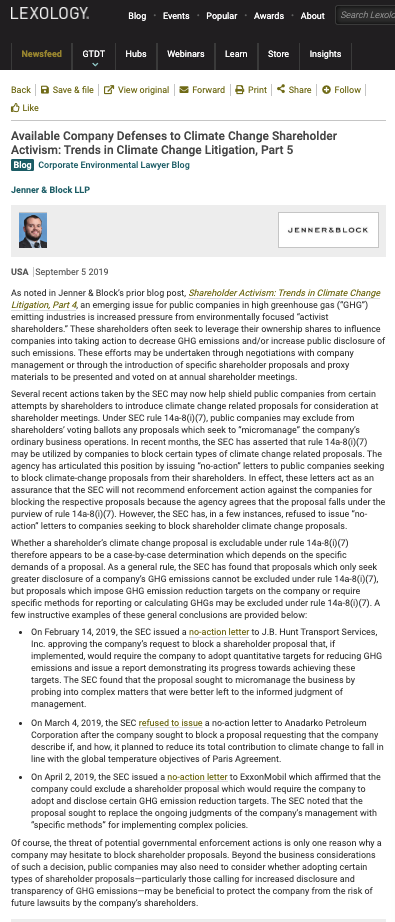 LEXOLOGY.
Blog · Events · Popular · Awards · About
Search Lexolo
Newsfeed GTDT Hubs Webinars Learn Store Insights
Back Save & file View original Forward Print Share Follow
Like
Available Company Defenses to Climate Change Shareholder
Activism: Trends in Climate Change Litigation, Part 5
Blog Corporate Environmental Lawyer Blog
Jenner & Block LLP
JENNER&BLOCK
USA | September 5 2019
As noted in Jenner & Block's prior blog post, Shareholder Activism: Trends in Climate Change
Litigation, Part 4, an emerging issue for public companies in high greenhouse gas ("GHG")
emitting industries is increased pressure from environmentally focused "activist
shareholders." These shareholders often seek to leverage their ownership shares to influence
companies into taking action to decrease GHG emissions and/or increase public disclosure of
such emissions. These efforts may be undertaken through negotiations with company
management or through the introduction of specific shareholder proposals and proxy
materials to be presented and voted on at annual shareholder meetings.
Several recent actions taken by the SEC may now help shield public companies from certain
attempts by shareholders to introduce climate change related proposals for consideration at
shareholder meetings. Under SEC rule 14a-8(i)(7), public companies may exclude from
shareholders' voting ballots any proposals which seek to "micromanage" the company's
ordinary business operations. In recent months, the SEC has asserted that rule 14a-8(i)(7)
may be utilized by companies to block certain types of climate change related proposals. The
agency has articulated this position by issuing "no-action" letters to public companies seeking
to block climate-change proposals from their shareholders. In effect, these letters act as an
assurance that the SEC will not recommend enforcement action against the companies for
blocking the respective proposals because the agency agrees that the proposal falls under the
purview of rule 14a-8(i)(7). However, the SEC has, in a few instances, refused to issue "no-
action" letters to companies seeking to block shareholder climate change proposals.
Whether a shareholder's climate change proposal is excludable under rule 14a-8(i)(7)
therefore appears to be a case-by-case determination which depends on the specific
demands of a proposal. As a general rule, the SEC has found that proposals which only seek
greater disclosure of a company's GHG emissions cannot be excluded under rule 14a-8(i)(7),
but proposals which impose GHG emission reduction targets on the company or require
specific methods for reporting or calculating GHGs may be excluded under rule 14a-8(i)(7). A
few instructive examples of these general conclusions are provided below:
• On February 14, 2019, the SEC issued a no-action letter to J.B. Hunt Transport Services,
Inc. approving the company's request to block a shareholder proposal that, if
implemented, would require the company to adopt quantitative targets for reducing GHG
emissions and issue a report demonstrating its progress towards achieving these
targets. The SEC found that the proposal sought to micromanage the business by
probing into complex matters that were better left to the informed judgment of
management.
• On March 4, 2019, the SEC refused to issue a no-action letter to Anadarko Petroleum
Corporation after the company sought to block a proposal requesting that the company
describe if, and how, it planned to reduce its total contribution to climate change to fall in
line with the global temperature objectives of Paris Agreement.
• On April 2, 2019, the SEC issued a no-action letter to ExxonMobil which affirmed that the
company could exclude a shareholder proposal which would require the company to
adopt and disclose certain GHG emission reduction targets. The SEC noted that the
proposal sought to replace the ongoing judgments of the company's management with
"specific methods" for implementing complex policies.
Of course, the threat of potential governmental enforcement actions is only one reason why a
company may hesitate to block shareholder proposals. Beyond the business considerations
of such a decision, public companies may also need to consider whether adopting certain
types of shareholder proposals—particularly those calling for increased disclosure and
transparency of GHG emissions—may be beneficial to protect the company from the risk of
future lawsuits by the company's shareholders.